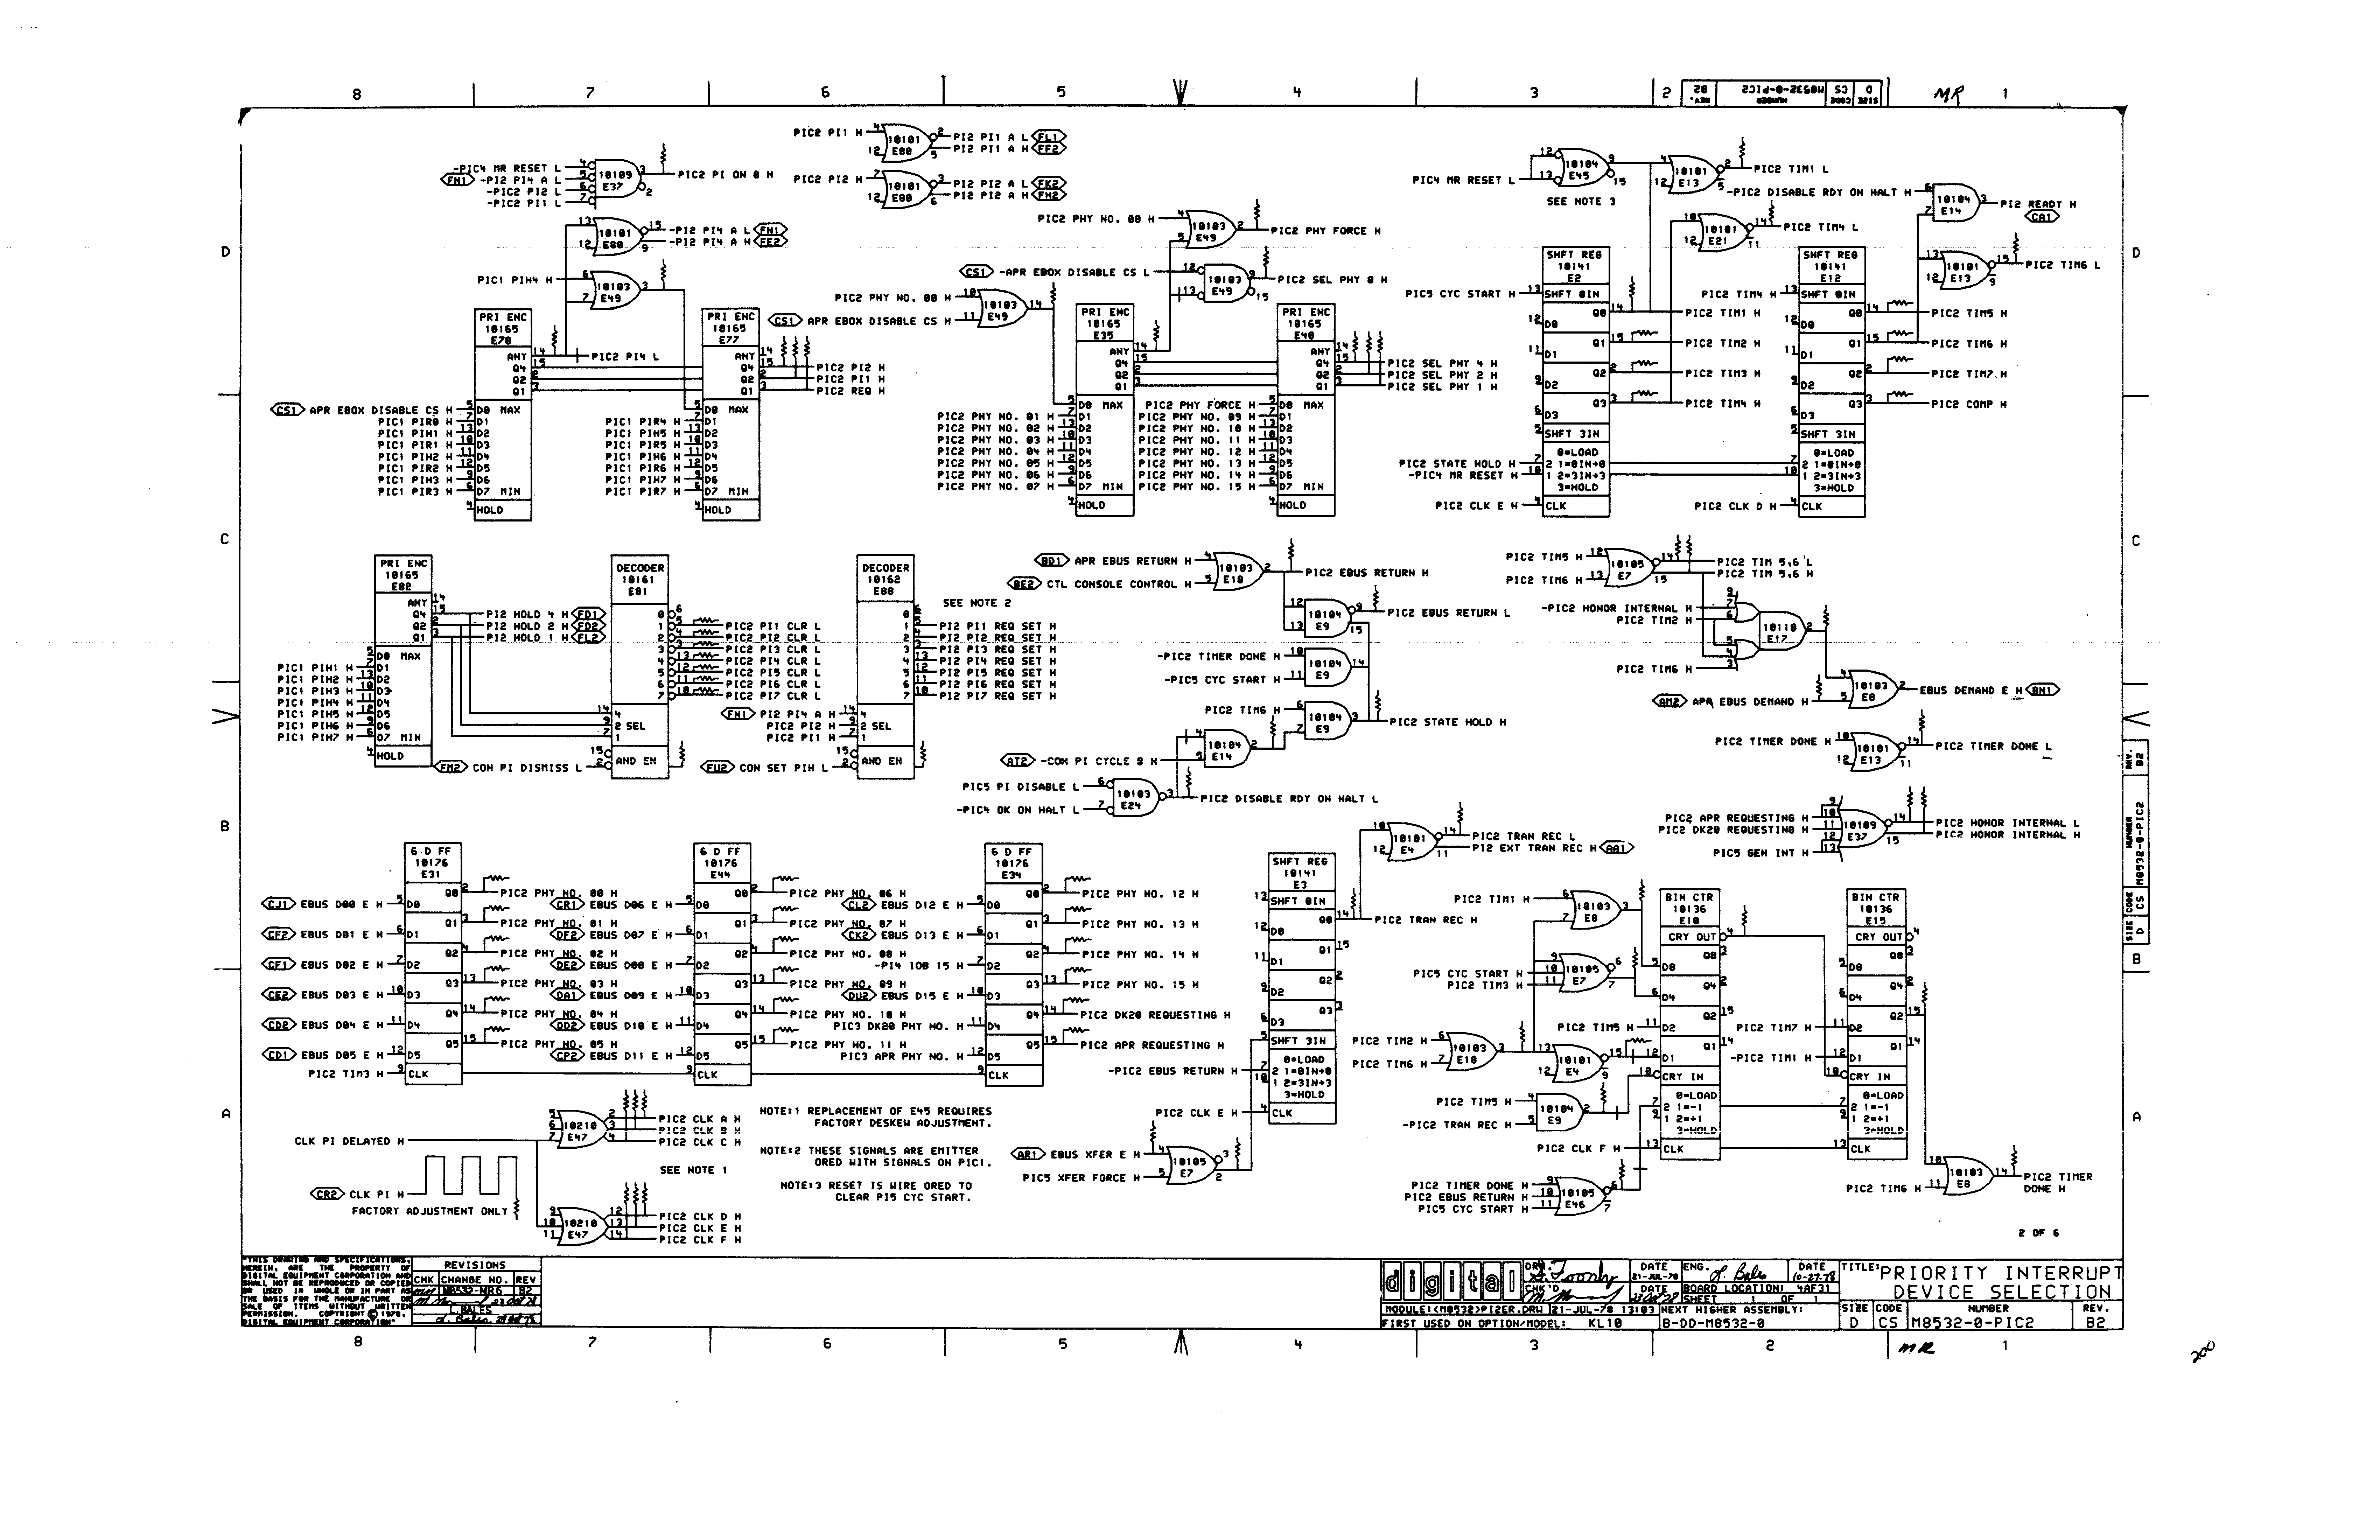 8 7 6 5 4 3 2 1
SIZE CODE NUMBER REV.
D CS M8532-0-PIC2 B2
MR
-PIC4 MR RESET L
FH1 -PI2 PI4 A L
-PIC2 PI2 L
-PIC2 PI1 L
10109 E37
PIC2 PI ON 0 H
PIC2 PI1 H
10101 E80
PI2 PI1 A L FL1
PI2 PI1 A H FF2
PIC2 PI2 H
10101 E80
PI2 PI2 A L FK2
PI2 PI2 A H FH2
10101 E80
-PI2 PI4 A L FN1
-PI2 PI4 A H FE2
PIC1 PIH4 H
10103 E49
PRI ENC 10165 E78
ANY Q4 Q2 Q1
PIC2 PI4 L
PRI ENC 10165 E77
ANY Q4 Q2 Q1
PIC2 PI2 H
PIC2 PI1 H
PIC2 REQ H
CS1 APR EBOX DISABLE CS H D0 MAX
PIC1 PIR0 H D1
PIC1 PIH1 H D2
PIC1 PIR1 H D3
PIC1 PIH2 H D4
PIC1 PIR2 H D5
PIC1 PIH3 H D6
PIC1 PIR3 H D7 MIN
HOLD
D0 MAX
PIC1 PIR4 H D1
PIC1 PIH5 H D2
PIC1 PIR5 H D3
PIC1 PIH6 H D4
PIC1 PIR6 H D5
PIC1 PIH7 H D6
PIC1 PIR7 H D7 MIN
HOLD
PIC2 PHY NO. 08 H
10103 E49
PIC2 PHY FORCE H
CS1 -APR EBOX DISABLE CS L
10103 E49
PIC2 SEL PHY 8 H
PIC2 PHY NO. 00 H
CS1 APR EBOX DISABLE CS H
10103 E49
PRI ENC 10165 E35
ANY Q4 Q2 Q1
PRI ENC 10165 E40
ANY Q4 Q2 Q1
PIC2 SEL PHY 4 H
PIC2 SEL PHY 2 H
PIC2 SEL PHY 1 H
D0 MAX
PIC2 PHY NO. 01 H D1
PIC2 PHY NO. 02 H D2
PIC2 PHY NO. 03 H D3
PIC2 PHY NO. 04 H D4
PIC2 PHY NO. 05 H D5
PIC2 PHY NO. 06 H D6
PIC2 PHY NO. 07 H D7 MIN
HOLD
PIC2 PHY FORCE H D0 MAX
PIC2 PHY NO. 09 H D1
PIC2 PHY NO. 10 H D2
PIC2 PHY NO. 11 H D3
PIC2 PHY NO. 12 H D4
PIC2 PHY NO. 13 H D5
PIC2 PHY NO. 14 H D6
PIC2 PHY NO. 15 H D7 MIN
HOLD
PIC4 MR RESET L
10104 E45
SEE NOTE 3
10101 E13
PIC2 TIM1 L
-PIC2 DISABLE RDY ON HALT H
10104 E14
PI2 READY H
CA1
10101 E21
PIC2 TIM4 L
10101 E13
PIC2 TIM6 L
SHFT REG 10141 E2
PIC5 CYC START H SHFT 0IN
Q0 PIC2 TIM1 H
Q1 PIC2 TIM2 H
Q2 PIC2 TIM3 H
Q3 PIC2 TIM4 H
D0 D1 D2 D3
SHFT 3IN
PIC2 STATE HOLD H
-PIC4 MR RESET H
0=LOAD
2 1=0IN→0
1 2=3IN→3
3=HOLD
PIC2 CLK E H CLK
SHFT REG 10141 E12
PIC2 TIM4 H SHFT 0IN
Q0 PIC2 TIM5 H
Q1 PIC2 TIM6 H
Q2 PIC2 TIM7 H
Q3 PIC2 COMP H
D0 D1 D2 D3
SHFT 3IN
0=LOAD
2 1=0IN→0
1 2=3IN→3
3=HOLD
PIC2 CLK D H CLK
PRI ENC 10165 E82
ANY Q4 Q2 Q1
PI2 HOLD 4 H FD1
PI2 HOLD 2 H FD2
PI2 HOLD 1 H FL2
D0 MAX
PIC1 PIH1 H D1
PIC1 PIH2 H D2
PIC1 PIH3 H D3
PIC1 PIH4 H D4
PIC1 PIH5 H D5
PIC1 PIH6 H D6
PIC1 PIH7 H D7 MIN
HOLD
DECODER 10161 E81
0
1 PIC2 PI1 CLR L
2 PIC2 PI2 CLR L
3 PIC2 PI3 CLR L
4 PIC2 PI4 CLR L
5 PIC2 PI5 CLR L
6 PIC2 PI6 CLR L
7 PIC2 PI7 CLR L
4
2 SEL
1
FM2 CON PI DISMISS L AND EN
DECODER 10162 E88
SEE NOTE 2
0
1 PI2 PI1 REQ SET H
2 PI2 PI2 REQ SET H
3 PI2 PI3 REQ SET H
4 PI2 PI4 REQ SET H
5 PI2 PI5 REQ SET H
6 PI2 PI6 REQ SET H
7 PI2 PI7 REQ SET H
FH1 PI2 PI4 A H 4
PIC2 PI2 H 2 SEL
PIC2 PI1 H 1
FU2 CON SET PIH L AND EN
BD1 APR EBUS RETURN H
BE2 CTL CONSOLE CONTROL H
10103 E18
PIC2 EBUS RETURN H
10104 E9
PIC2 EBUS RETURN L
-PIC2 TIMER DONE H
-PIC5 CYC START H
10104 E9
PIC2 TIM6 H
10104 E9
PIC2 STATE HOLD H
AT2 -CON PI CYCLE B H
10104 E14
PIC5 PI DISABLE L
-PIC4 OK ON HALT L
10103 E24
PIC2 DISABLE RDY ON HALT L
PIC2 TIM5 H
PIC2 TIM6 H
10105 E7
PIC2 TIM 5,6 L
PIC2 TIM 5,6 H
-PIC2 HONOR INTERNAL H
PIC2 TIM2 H
PIC2 TIM6 H
10118 E17
AM2 APR EBUS DEMAND H
10103 E8
EBUS DEMAND E H BN1
PIC2 TIMER DONE H
10101 E13
PIC2 TIMER DONE L
PIC2 APR REQUESTING H
PIC2 DK20 REQUESTING H
PIC5 GEN INT H
10109 E37
PIC2 HONOR INTERNAL L
PIC2 HONOR INTERNAL H
6 D FF 10176 E31
CJ1 EBUS D00 E H D0 Q0 PIC2 PHY NO. 00 H
CF2 EBUS D01 E H D1 Q1 PIC2 PHY NO. 01 H
CF1 EBUS D02 E H D2 Q2 PIC2 PHY NO. 02 H
CE2 EBUS D03 E H D3 Q3 PIC2 PHY NO. 03 H
CD2 EBUS D04 E H D4 Q4 PIC2 PHY NO. 04 H
CD1 EBUS D05 E H D5 Q5 PIC2 PHY NO. 05 H
PIC2 TIM3 H CLK
6 D FF 10176 E44
CR1 EBUS D06 E H D0 Q0 PIC2 PHY NO. 06 H
DF2 EBUS D07 E H D1 Q1 PIC2 PHY NO. 07 H
DE2 EBUS D08 E H D2 Q2 PIC2 PHY NO. 08 H
DA1 EBUS D09 E H D3 Q3 PIC2 PHY NO. 09 H
DD2 EBUS D10 E H D4 Q4 PIC2 PHY NO. 10 H
CP2 EBUS D11 E H D5 Q5 PIC2 PHY NO. 11 H
CLK
6 D FF 10176 E34
CL2 EBUS D12 E H D0 Q0 PIC2 PHY NO. 12 H
CK2 EBUS D13 E H D1 Q1 PIC2 PHY NO. 13 H
-PI4 IOB 15 H D2 Q2 PIC2 PHY NO. 14 H
DU2 EBUS D15 E H D3 Q3 PIC2 PHY NO. 15 H
PIC3 DK20 PHY NO. H D4 Q4 PIC2 DK20 REQUESTING H
PIC3 APR PHY NO. H D5 Q5 PIC2 APR REQUESTING H
CLK
SHFT REG 10141 E3
SHFT 0IN
Q0 PIC2 TRAN REC H
D0 Q1 D1 Q2 D2 Q3 D3
SHFT 3IN
-PIC2 EBUS RETURN H
0=LOAD
2 1=0IN→0
1 2=3IN→3
3=HOLD
PIC2 CLK E H CLK
AR1 EBUS XFER E H
PIC5 XFER FORCE H
10105 E7
10101 E4
PIC2 TRAN REC L
PI2 EXT TRAN REC H AA1
PIC2 TIM1 H
10103 E8
PIC5 CYC START H
PIC2 TIM3 H
10105 E7
PIC2 TIM2 H
PIC2 TIM6 H
10103 E18
10101 E4
PIC2 TIM5 H
-PIC2 TRAN REC H
10104 E9
PIC2 TIM5 H
PIC2 CLK F H
PIC2 TIMER DONE H
PIC2 EBUS RETURN H
PIC5 CYC START H
10105 E46
BIN CTR 10136 E10
CRY OUT
Q8 D8 Q4 D4 Q2 D2 Q1 D1
CRY IN
0=LOAD
2 1=-1
1 2=+1
3=HOLD
CLK
BIN CTR 10136 E15
CRY OUT
Q8 D8 Q4 D4 Q2
PIC2 TIM7 H D2
Q1
-PIC2 TIM1 H D1
CRY IN
0=LOAD
2 1=-1
1 2=+1
3=HOLD
CLK
PIC2 TIM6 H
10103 E8
PIC2 TIMER DONE H
CLK PI DELAYED H
10210 E47
PIC2 CLK A H
PIC2 CLK B H
PIC2 CLK C H
SEE NOTE 1
CR2 CLK PI H
FACTORY ADJUSTMENT ONLY
10210 E47
PIC2 CLK D H
PIC2 CLK E H
PIC2 CLK F H
NOTE:1 REPLACEMENT OF E45 REQUIRES
FACTORY DESKEW ADJUSTMENT.
NOTE:2 THESE SIGNALS ARE EMITTER
ORED WITH SIGNALS ON PIC1.
NOTE:3 RESET IS WIRE ORED TO
CLEAR PI5 CYC START.
2 OF 6
D C B A
"THIS DRAWING AND SPECIFICATIONS,
HEREIN, ARE THE PROPERTY OF
DIGITAL EQUIPMENT CORPORATION AND
SHALL NOT BE REPRODUCED OR COPIED
OR USED IN WHOLE OR IN PART AS
THE BASIS FOR THE MANUFACTURE OR
SALE OF ITEMS WITHOUT WRITTEN
PERMISSION. COPYRIGHT © 1978,
DIGITAL EQUIPMENT CORPORATION"
REVISIONS
CHK CHANGE NO. REV
M8532-MR6 B2
L.BALES
digital
DRN.
CHK'D
DATE
21-JUL-78
DATE
ENG. L. Bales
DATE
10-27-78
BOARD LOCATION: 4AF31
SHEET 1 OF 1
MODULE:<M8532>PI2ER.DRW 21-JUL-78 13:03
NEXT HIGHER ASSEMBLY:
FIRST USED ON OPTION/MODEL: KL10
B-DD-M8532-0
TITLE: PRIORITY INTERRUPT
DEVICE SELECTION
SIZE CODE NUMBER REV.
D CS M8532-0-PIC2 B2
8 7 6 5 4 3 2 1
MR
200